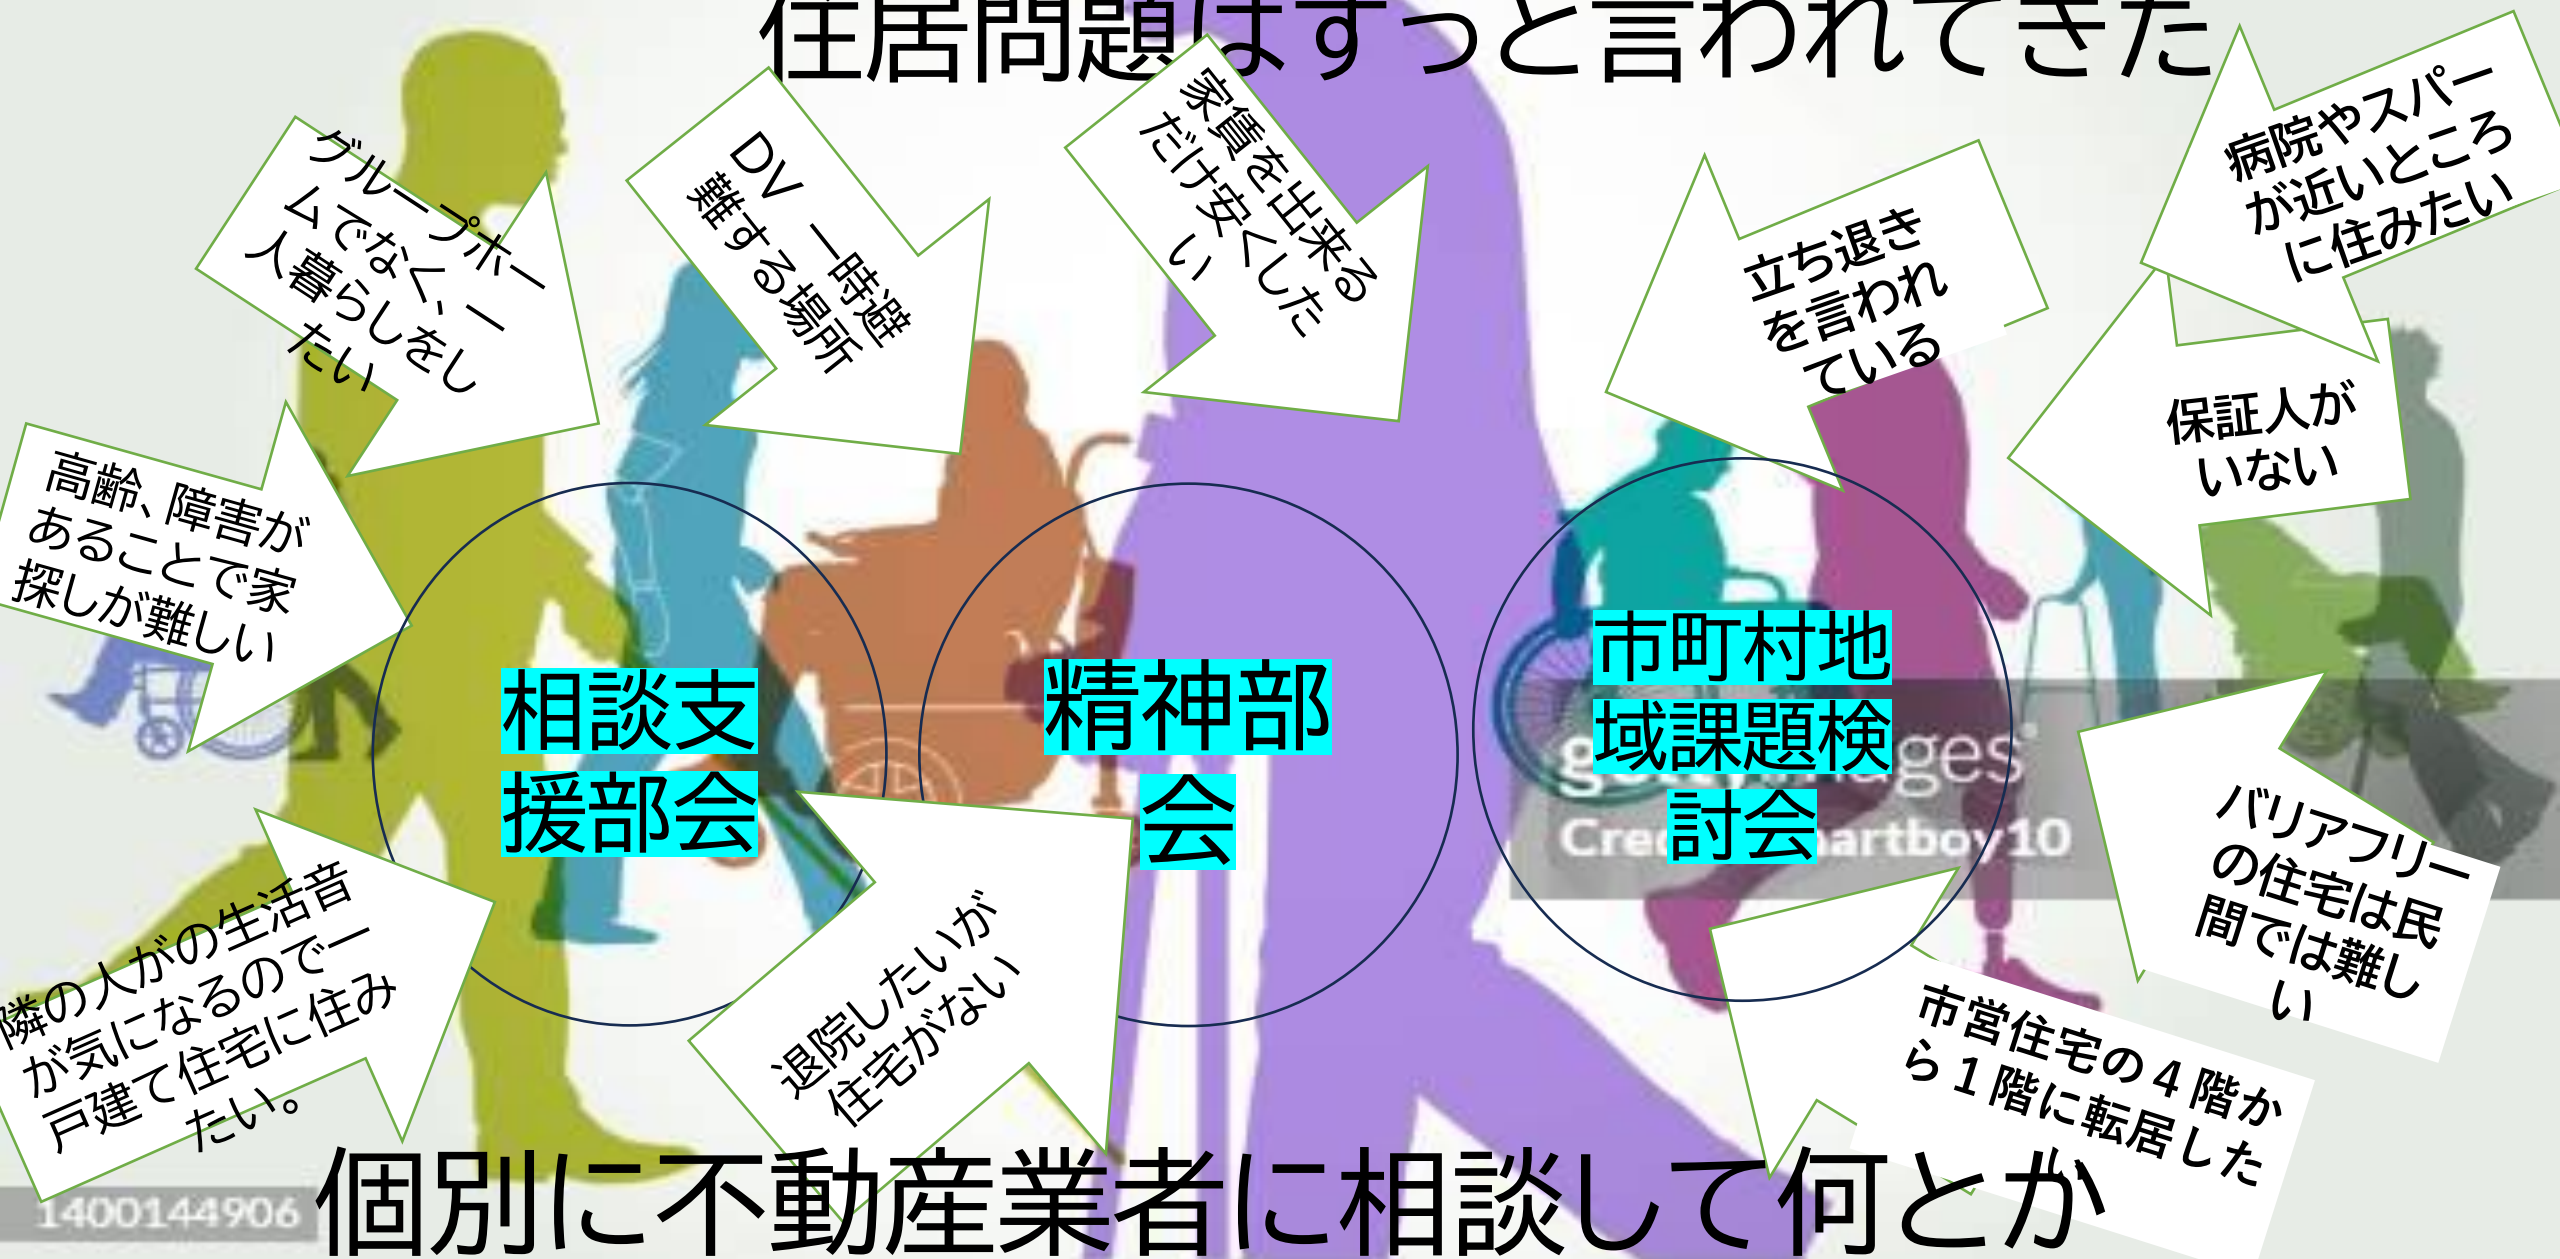 住居問題はずっと言われてきた
グループホー
ムでなく、一
人暮らしをし
たい
DV 一時避
難する場所
家賃を出来る
だけ安くした
い
立ち退き
を言われ
ている
病院やスパー
が近いところ
に住みたい
高齢、障害が
あることで家
探しが難しい
保証人が
いない
相談支
援部会
精神部
会
市町村地
域課題検
討会
隣の人がの生活音
が気になるので一
戸建て住宅に住み
たい。
退院したいが
住宅がない
バリアフリー
の住宅は民
間では難し
い
市営住宅の4階か
ら1階に転居した
い
個別に不動産業者に相談して何とか
1400144906